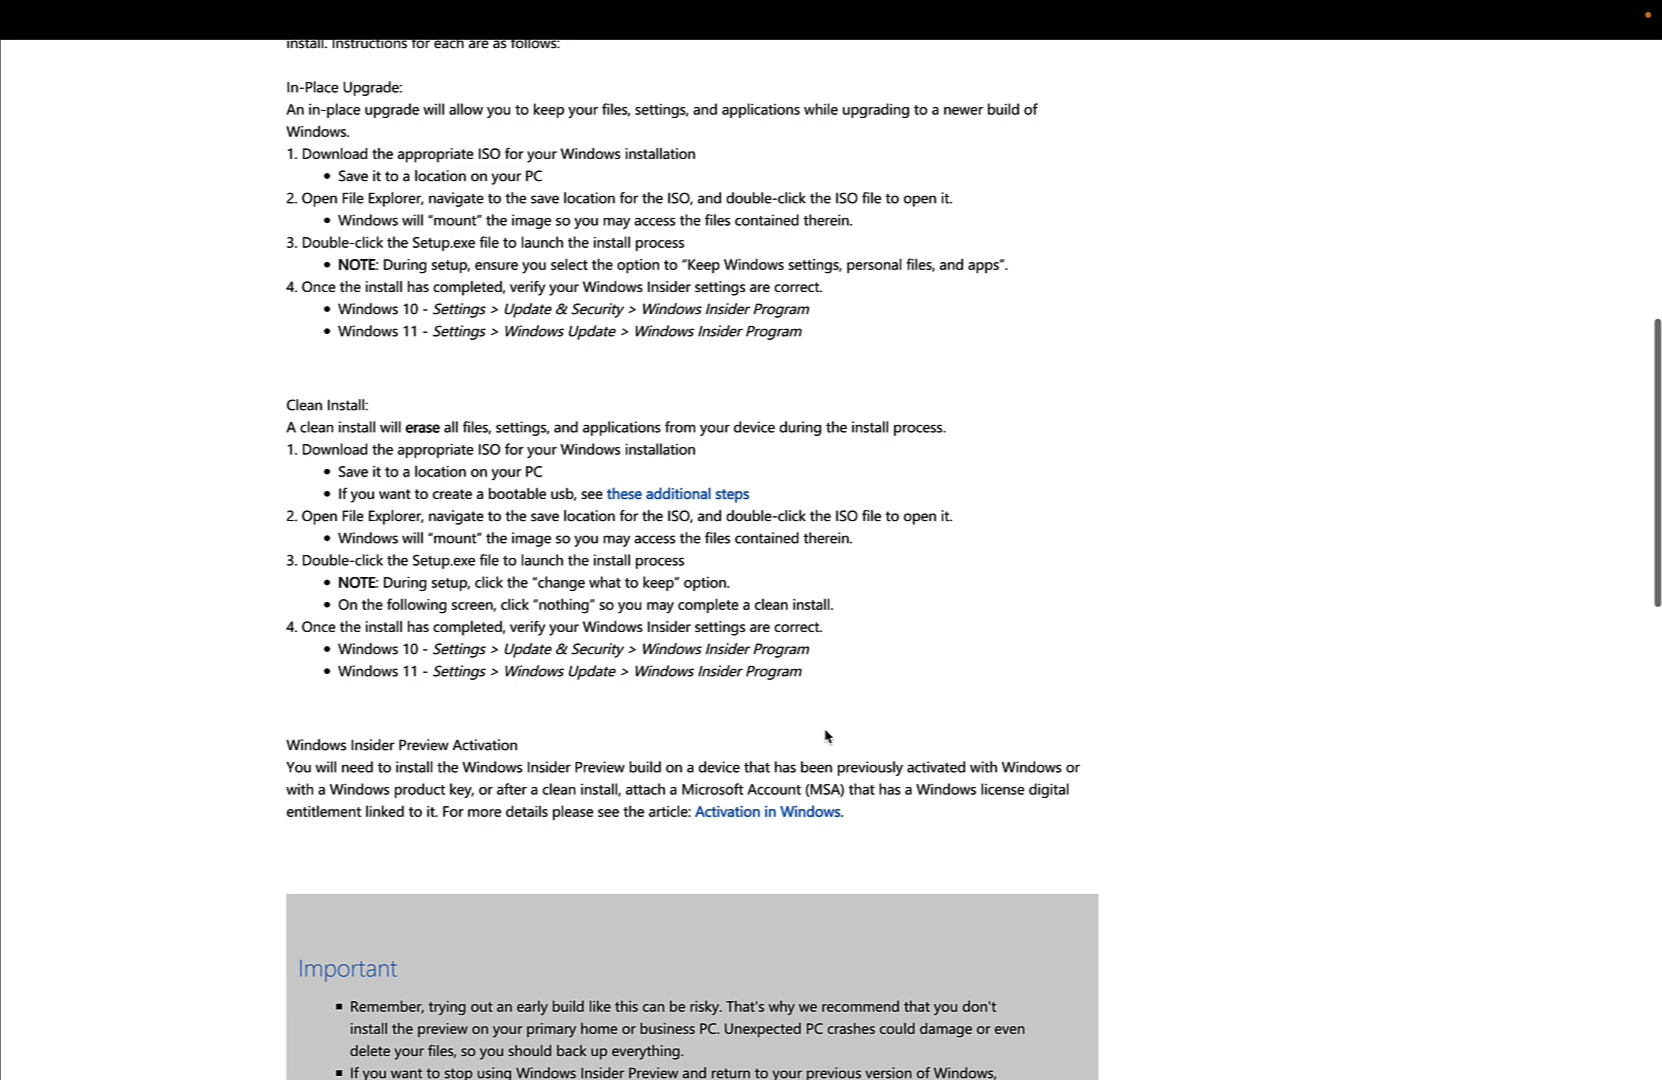 install. Instructions for each are as follows:
In-Place Upgrade:
An in-place upgrade will allow you to keep your files, settings, and applications while upgrading to a newer build of
Windows.
1. Download the appropriate ISO for your Windows installation
• Save it to a location on your PC
2. Open File Explorer, navigate to the save location for the ISO, and double-click the ISO file to open it.
• Windows will "mount" the image so you may access the files contained therein.
3. Double-click the Setup.exe file to launch the install process
• NOTE: During setup, ensure you select the option to "Keep Windows settings, personal files, and apps".
4. Once the install has completed, verify your Windows Insider settings are correct.
• Windows 10 - Settings > Update & Security > Windows Insider Program
• Windows 11 - Settings > Windows Update > Windows Insider Program
Clean Install:
A clean install will erase all files, settings, and applications from your device during the install process.
1. Download the appropriate ISO for your Windows installation
• Save it to a location on your PC
• If you want to create a bootable usb, see these additional steps
2. Open File Explorer, navigate to the save location for the ISO, and double-click the ISO file to open it.
• Windows will "mount" the image so you may access the files contained therein.
3. Double-click the Setup.exe file to launch the install process
• NOTE: During setup, click the "change what to keep" option.
• On the following screen, click "nothing" so you may complete a clean install.
4. Once the install has completed, verify your Windows Insider settings are correct.
• Windows 10 - Settings > Update & Security > Windows Insider Program
• Windows 11 - Settings > Windows Update > Windows Insider Program
Windows Insider Preview Activation
You will need to install the Windows Insider Preview build on a device that has been previously activated with Windows or
with a Windows product key, or after a clean install, attach a Microsoft Account (MSA) that has a Windows license digital
entitlement linked to it. For more details please see the article: Activation in Windows.
Important
▪ Remember, trying out an early build like this can be risky. That's why we recommend that you don't
install the preview on your primary home or business PC. Unexpected PC crashes could damage or even
delete your files, so you should back up everything.
▪ If you want to stop using Windows Insider Preview and return to your previous version of Windows,